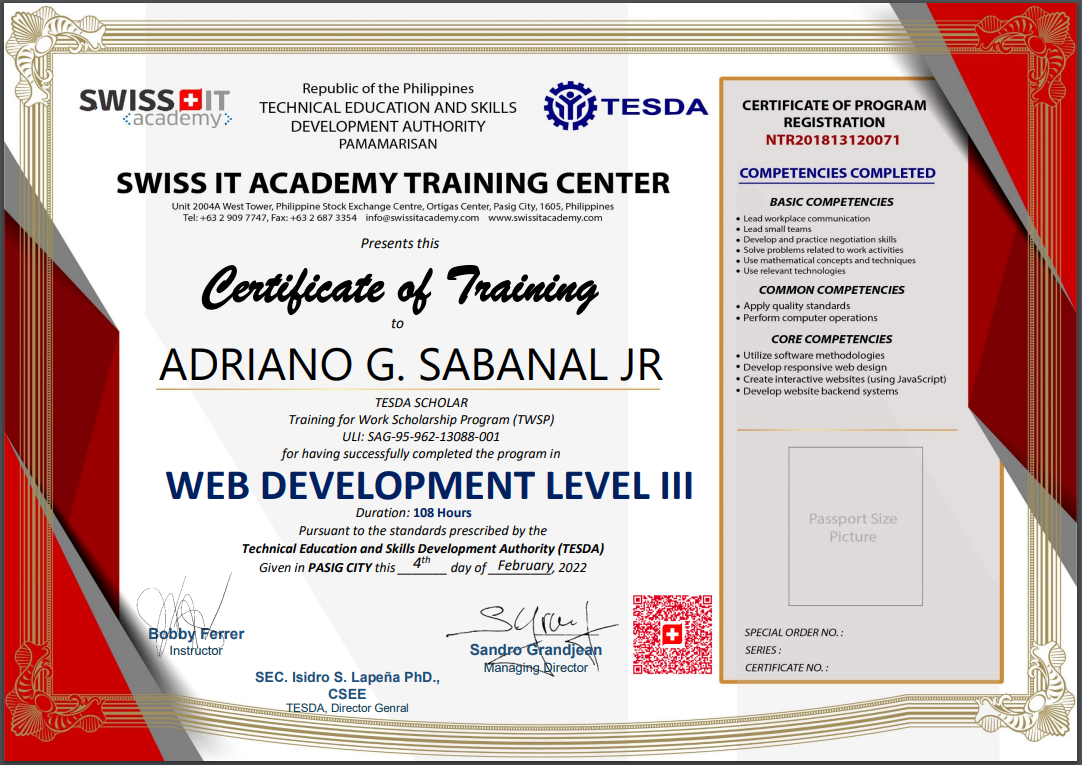 SWISS IT
academy
Republic of the Philippines
TECHNICAL EDUCATION AND SKILLS
DEVELOPMENT AUTHORITY
PAMAMARISAN
TESDA
SWISS IT ACADEMY TRAINING CENTER
Unit 2004A West Tower, Philippine Stock Exchange Centre, Ortigas Center, Pasig City, 1605, Philippines
Tel: +63 2 909 7747, Fax: +63 2 687 3354 info@swissitacademy.com www.swissitacademy.com
Presents this
Certificate of Training
to
ADRIANO G. SABANAL JR
TESDA SCHOLAR
Training for Work Scholarship Program (TWSP)
ULI: SAG-95-962-13088-001
for having successfully completed the program in
WEB DEVELOPMENT LEVEL III
Duration: 108 Hours
Pursuant to the standards prescribed by the
Technical Education and Skills Development Authority (TESDA)
Given in PASIG CITY this 4th day of February, 2022
Bobby Ferrer
Instructor
Sandro Grandjean
Managing Director
SEC. Isidro S. Lapeña PhD.,
CSEE
TESDA, Director Genral
CERTIFICATE OF PROGRAM
REGISTRATION
NTR201813120071
COMPETENCIES COMPLETED
BASIC COMPETENCIES
• Lead workplace communication
• Lead small teams
• Develop and practice negotiation skills
• Solve problems related to work activities
• Use mathematical concepts and techniques
• Use relevant technologies
COMMON COMPETENCIES
• Apply quality standards
• Perform computer operations
CORE COMPETENCIES
• Utilize software methodologies
• Develop responsive web design
• Create interactive websites (using JavaScript)
• Develop website backend systems
Passport Size
Picture
SPECIAL ORDER NO. :
SERIES :
CERTIFICATE NO. :